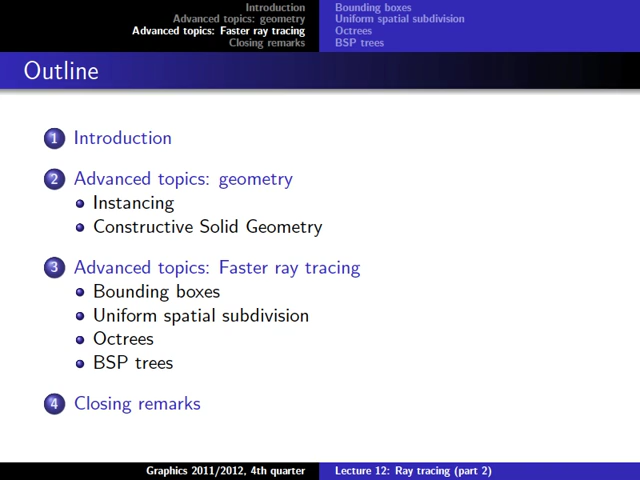 Introduction
Advanced topics: geometry
Advanced topics: Faster ray tracing
Closing remarks
Bounding boxes
Uniform spatial subdivision
Octrees
BSP trees
Outline
1 Introduction
2 Advanced topics: geometry
Instancing
Constructive Solid Geometry
3 Advanced topics: Faster ray tracing
Bounding boxes
Uniform spatial subdivision
Octrees
BSP trees
4 Closing remarks
Graphics 2011/2012, 4th quarter
Lecture 12: Ray tracing (part 2)